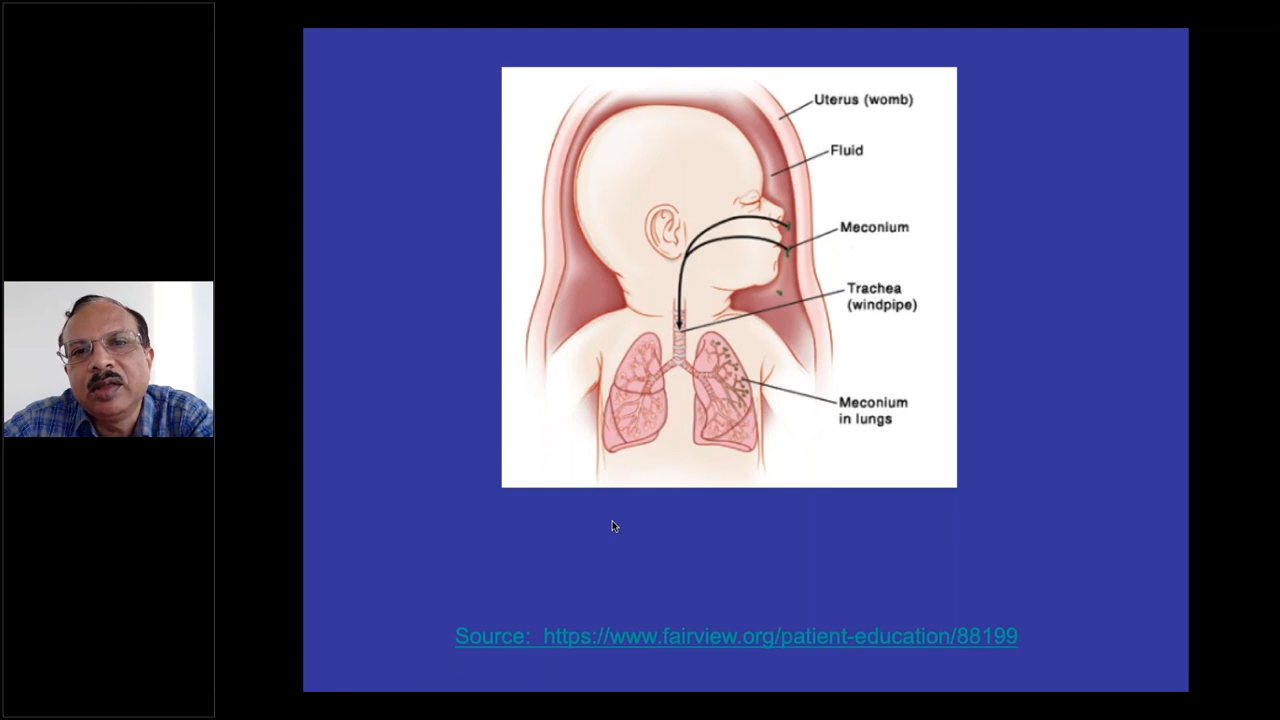 Uterus (womb)
Fluid
Meconium
Trachea
(windpipe)
Meconium
in lungs
Source: https://www.fairview.org/patient-education/88199